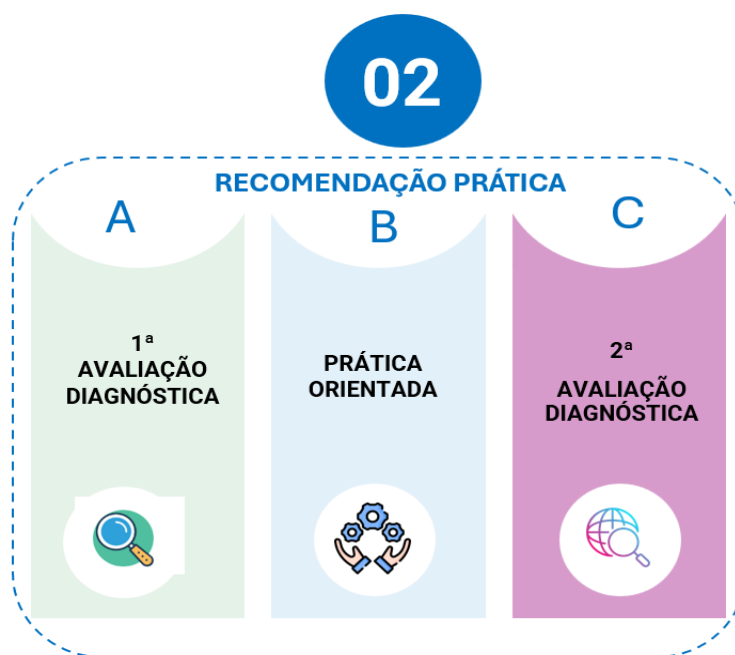 02
RECOMENDAÇÃO PRÁTICA
A
1ª
AVALIAÇÃO
DIAGNÓSTICA
B
PRÁTICA
ORIENTADA
C
2ª
AVALIAÇÃO
DIAGNÓSTICA